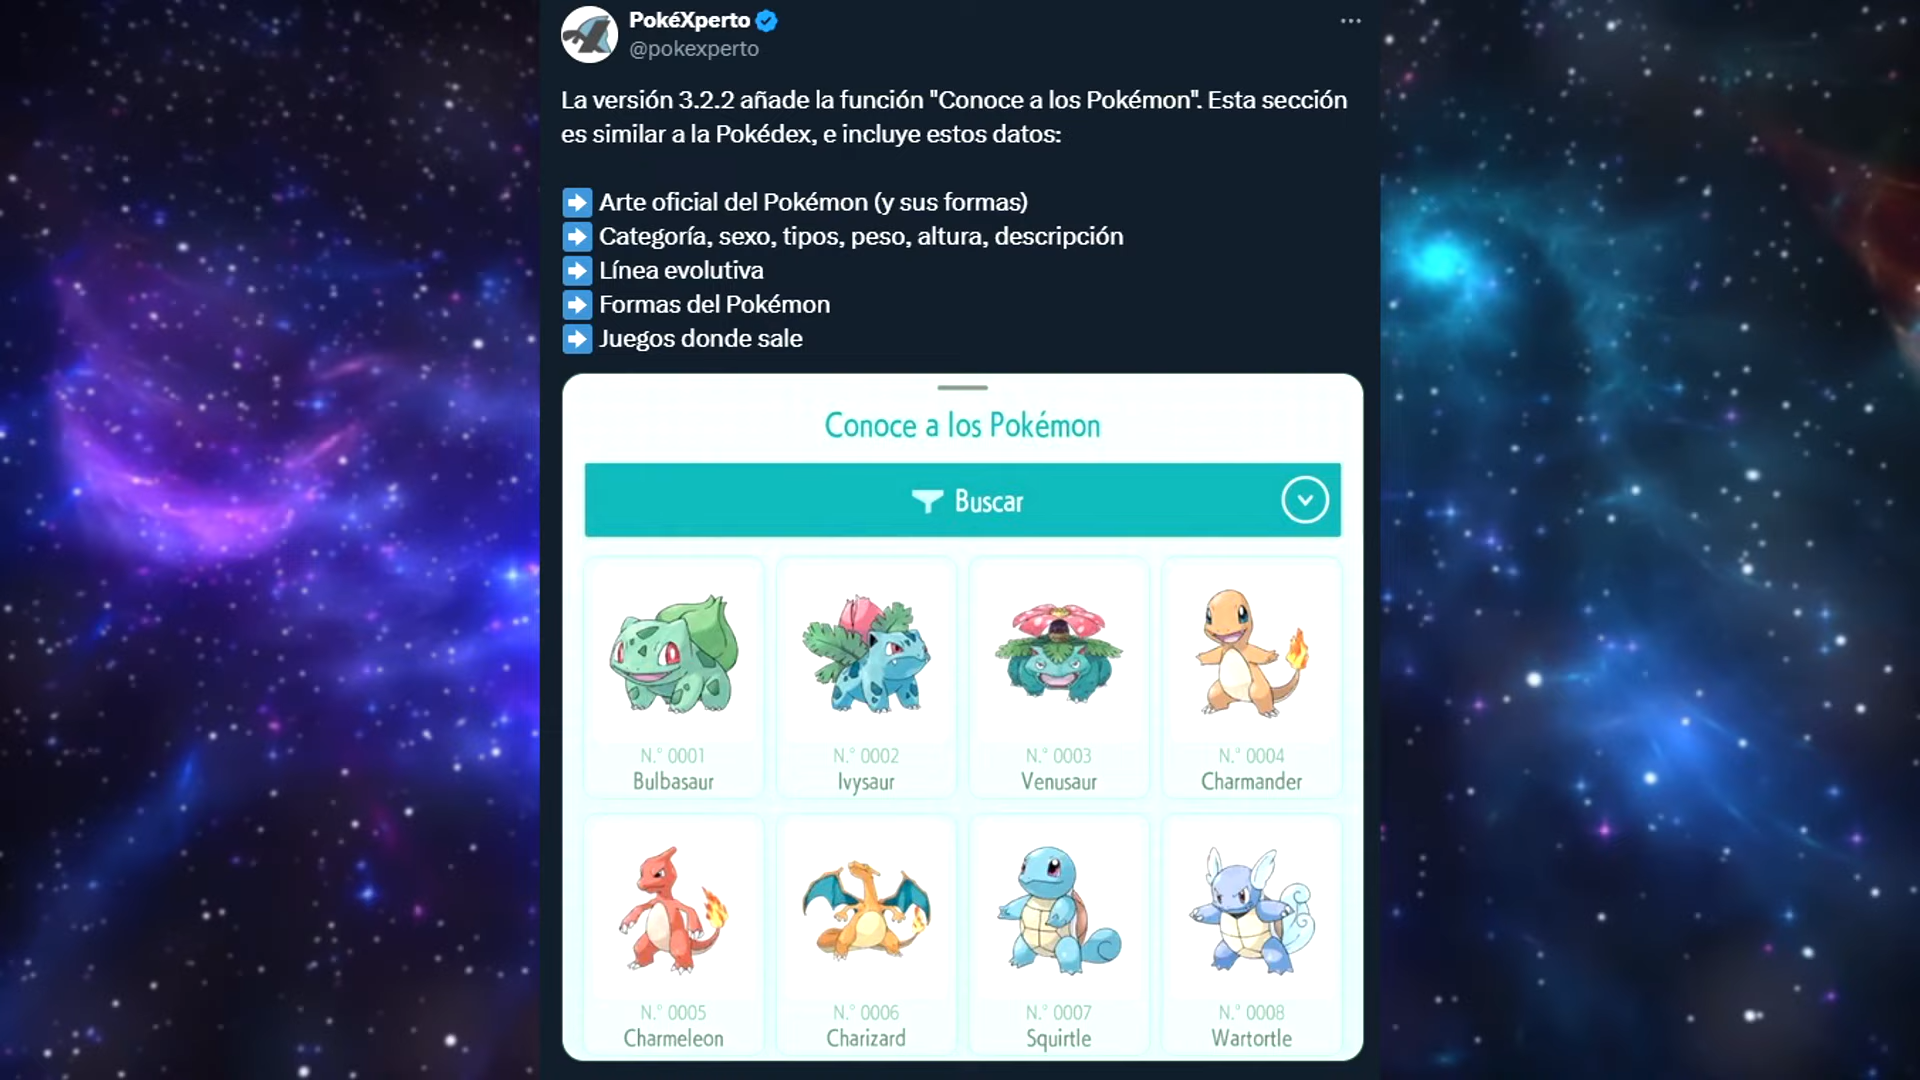 PokéXperto
@pokexperto
La versión 3.2.2 añade la función "Conoce a los Pokémon". Esta sección
es similar a la Pokédex, e incluye estos datos:
Arte oficial del Pokémon (y sus formas)
Categoría, sexo, tipos, peso, altura, descripción
Línea evolutiva
Formas del Pokémon
Juegos donde sale
Conoce a los Pokémon
Buscar
N.° 0001 N.° 0002 N.° 0003 N.° 0004
Bulbasaur Ivysaur Venusaur Charmander
N.° 0005 N.° 0006 N.° 0007 N.° 0008
Charmeleon Charizard Squirtle Wartortle